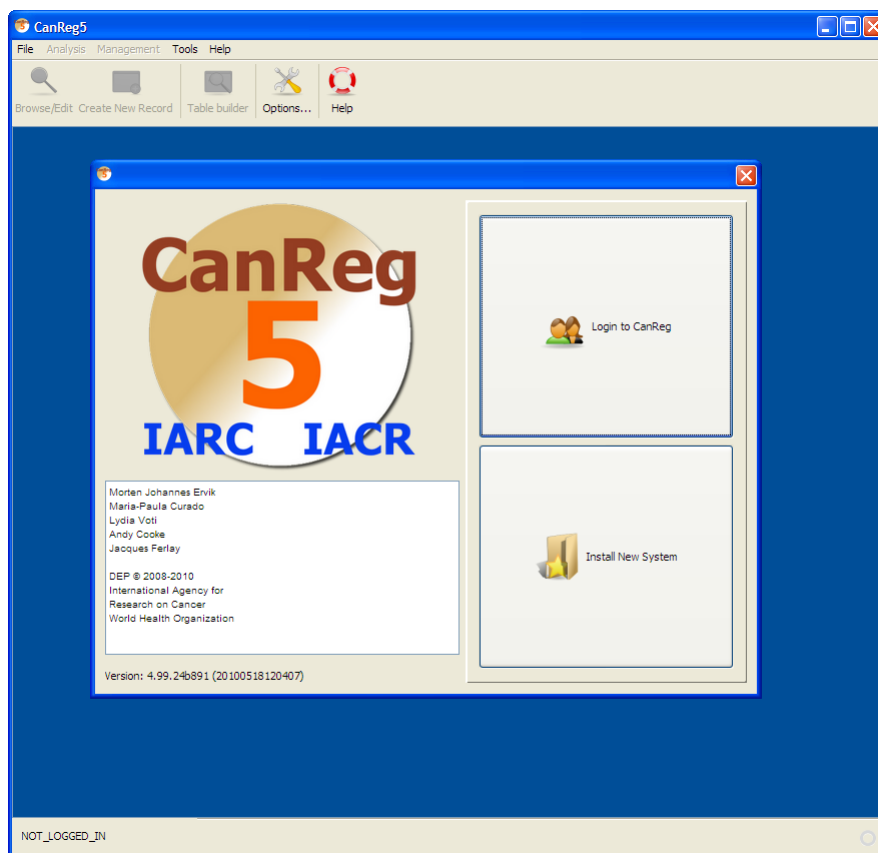 CanReg5
File Analysis Management Tools Help
Browse/Edit Create New Record Table builder Options... Help
CanReg
5
IARC IACR
Login to CanReg
Morten Johannes Ervik
Maria-Paula Curado
Lydia Voti
Andy Cooke
Jacques Ferlay
DEP © 2008-2010
International Agency for
Research on Cancer
World Health Organization
Install New System
Version: 4.99.24b891 (20100518120407)
NOT_LOGGED_IN